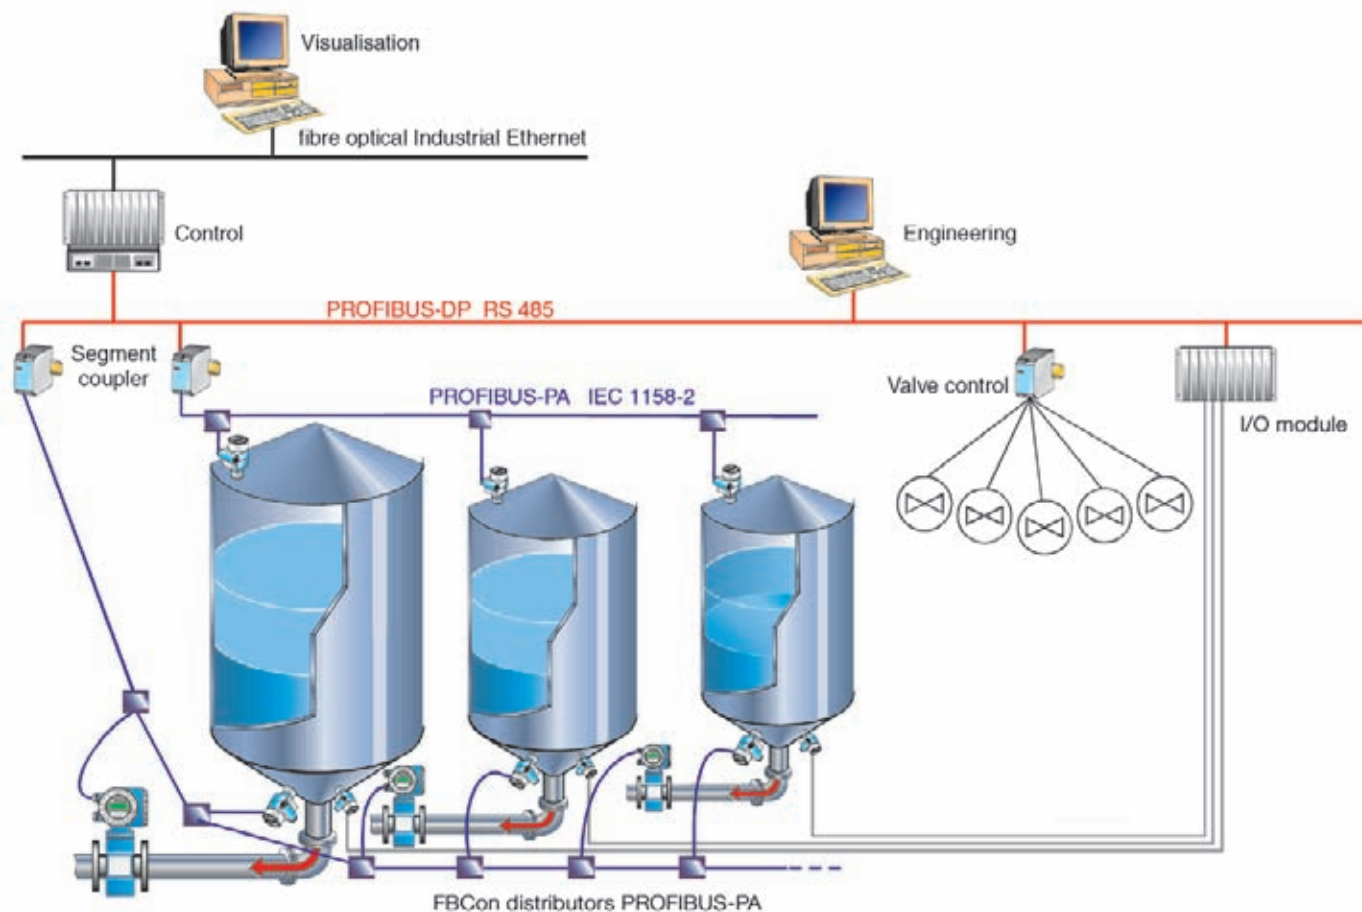 Visualisation
fibre optical Industrial Ethernet
Control
Engineering
PROFIBUS-DP RS 485
Segment
coupler
PROFIBUS-PA IEC 1158-2
Valve control
I/O module
FBCon distributors PROFIBUS-PA